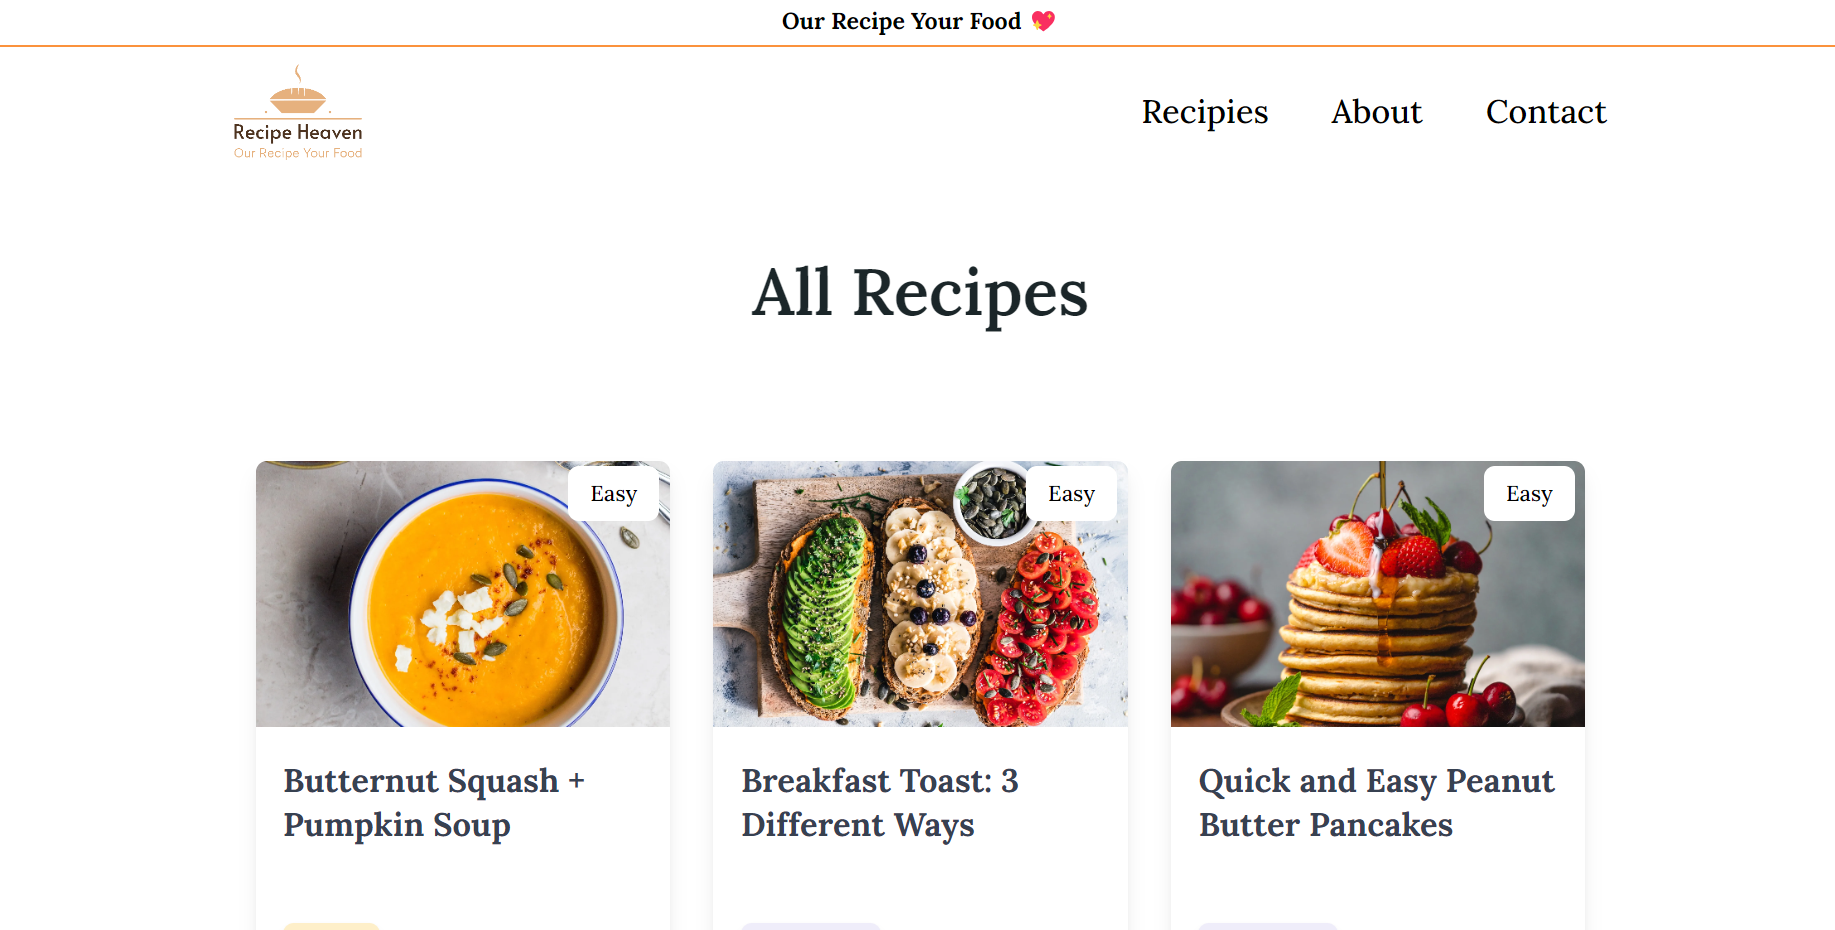 Our Recipe Your Food 💖
Recipe Heaven
Our Recipe Your Food
Recipies About Contact
All Recipes
Easy
Easy
Easy
Butternut Squash +
Pumpkin Soup
Breakfast Toast: 3
Different Ways
Quick and Easy Peanut
Butter Pancakes